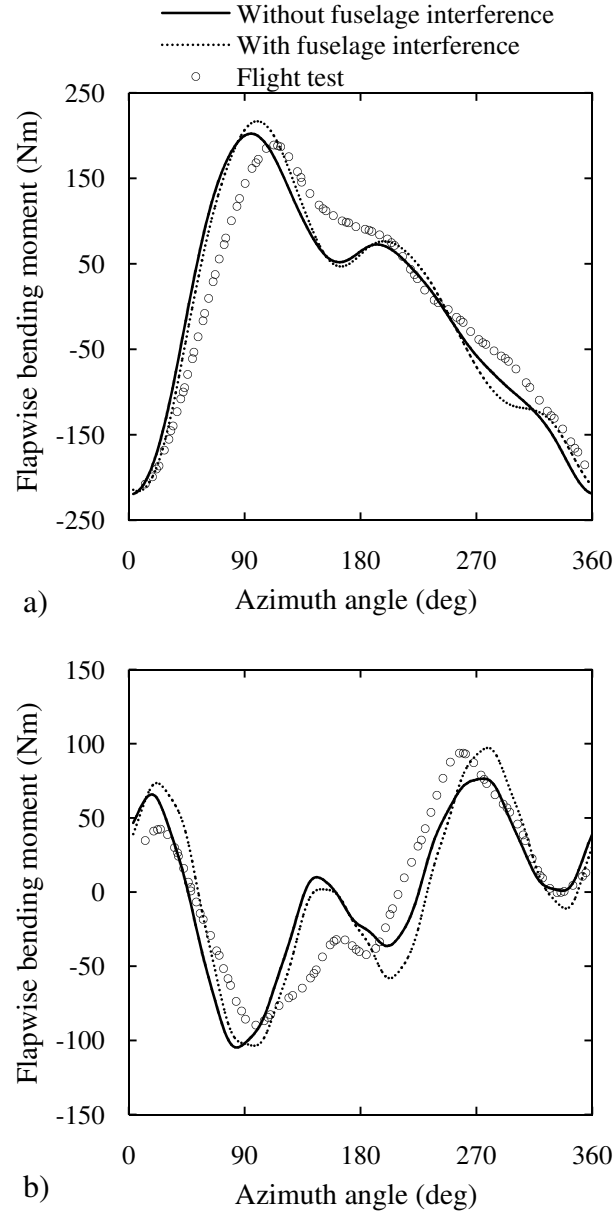 Without fuselage interference
With fuselage interference
Flight test
Flapwise bending moment (Nm)
250
150
50
-50
-150
-250
0 90 180 270 360
Azimuth angle (deg)
a)
Flapwise bending moment (Nm)
150
100
50
0
-50
-100
-150
0 90 180 270 360
Azimuth angle (deg)
b)